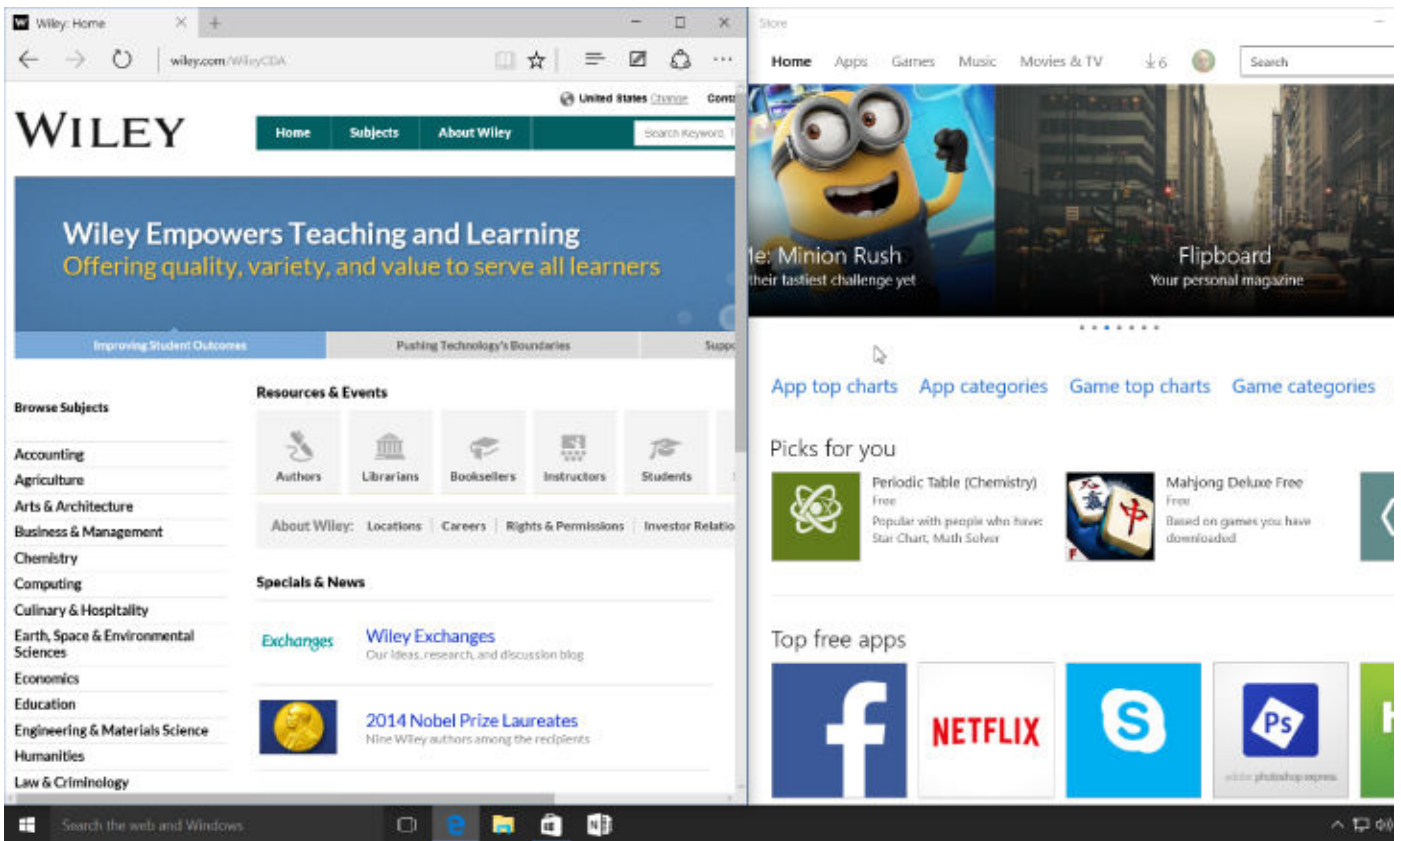 Wiley: Home
wiley.com/WileyCDA
United States Change
WILEY
Home Subjects About Wiley
Wiley Empowers Teaching and Learning
Offering quality, variety, and value to serve all learners
Improving Student Outcomes Pushing Technology's Boundaries
Browse Subjects
Accounting
Agriculture
Arts & Architecture
Business & Management
Chemistry
Computing
Culinary & Hospitality
Earth, Space & Environmental
Sciences
Economics
Education
Engineering & Materials Science
Humanities
Law & Criminology
Resources & Events
Authors Librarians Booksellers Instructors Students
About Wiley: Locations Careers Rights & Permissions Investor Relatio
Specials & News
Exchanges
Wiley Exchanges
Our ideas, research, and discussion blog
2014 Nobel Prize Laureates
Nine Wiley authors among the recipients
Store
Home Apps Games Music Movies & TV 6 Search
Me: Minion Rush
their tastiest challenge yet
Flipboard
Your personal magazine
App top charts App categories Game top charts Game categories
Picks for you
Periodic Table (Chemistry)
Free
Popular with people who have:
Star Chart, Math Solver
Mahjong Deluxe Free
Free
Based on games you have
downloaded
Top free apps
f
NETFLIX
S
Ps
adobe photoshop express
Search the web and Windows